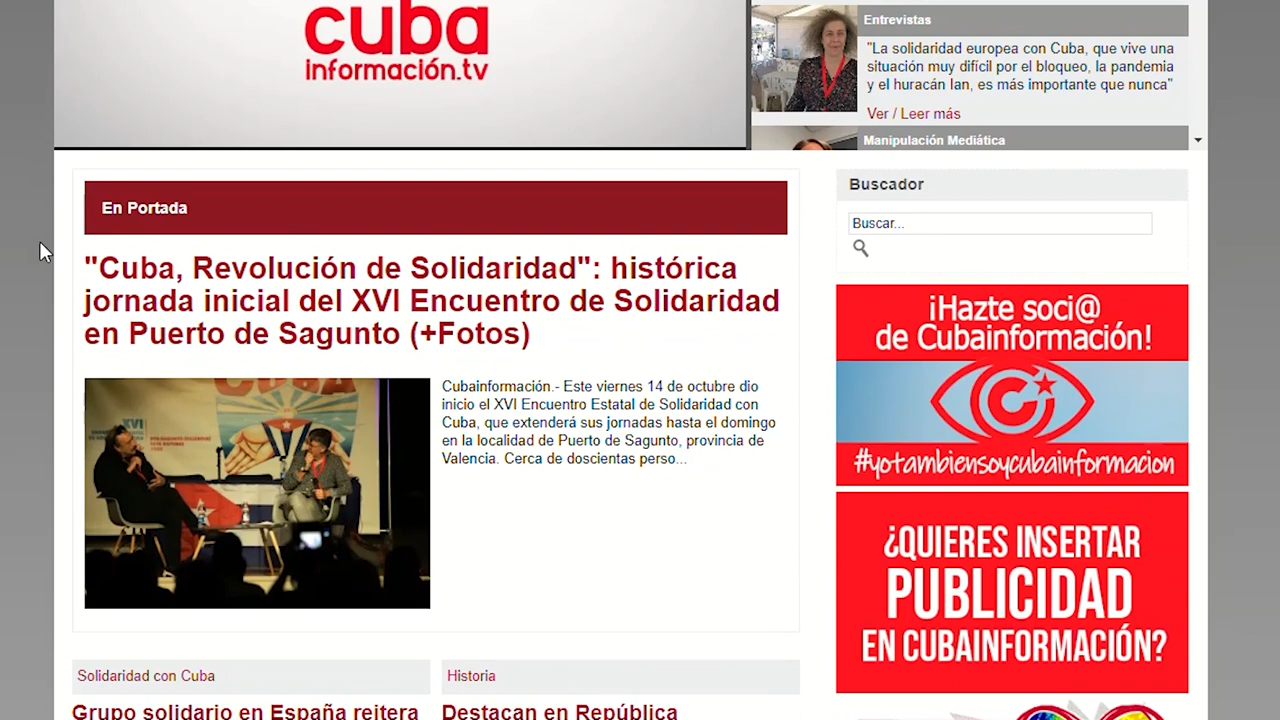 cuba
información.tv
Entrevistas
"La solidaridad europea con Cuba, que vive una
situación muy difícil por el bloqueo, la pandemia
y el huracán Ian, es más importante que nunca"
Ver / Leer más
Manipulación Mediática
En Portada
"Cuba, Revolución de Solidaridad": histórica
jornada inicial del XVI Encuentro de Solidaridad
en Puerto de Sagunto (+Fotos)
CUBA
XVI
Cubainformación.- Este viernes 14 de octubre dio
inicio el XVI Encuentro Estatal de Solidaridad con
Cuba, que extenderá sus jornadas hasta el domingo
en la localidad de Puerto de Sagunto, provincia de
Valencia. Cerca de doscientas perso...
Buscador
Buscar...
¡Hazte soci@
de Cubainformación!
#yotambiensoycubainformacion
¿QUIERES INSERTAR
PUBLICIDAD
EN CUBAINFORMACIÓN?
Solidaridad con Cuba
Grupo solidario en España reitera
Historia
Destacan en República